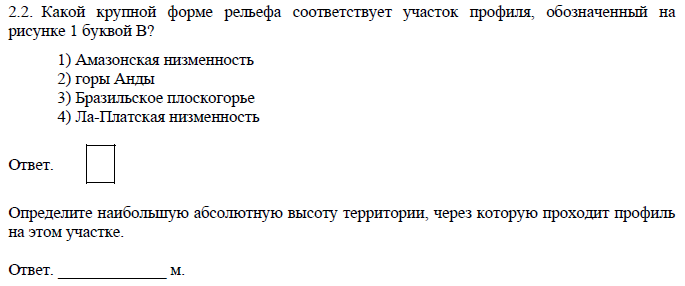 2.2. Какой крупной форме рельефа соответствует участок профиля, обозначенный на
рисунке 1 буквой В?
1) Амазонская низменность
2) горы Анды
3) Бразильское плоскогорье
4) Ла-Платская низменность
Ответ.
Определите наибольшую абсолютную высоту территории, через которую проходит профиль
на этом участке.
Ответ. _____________ м.